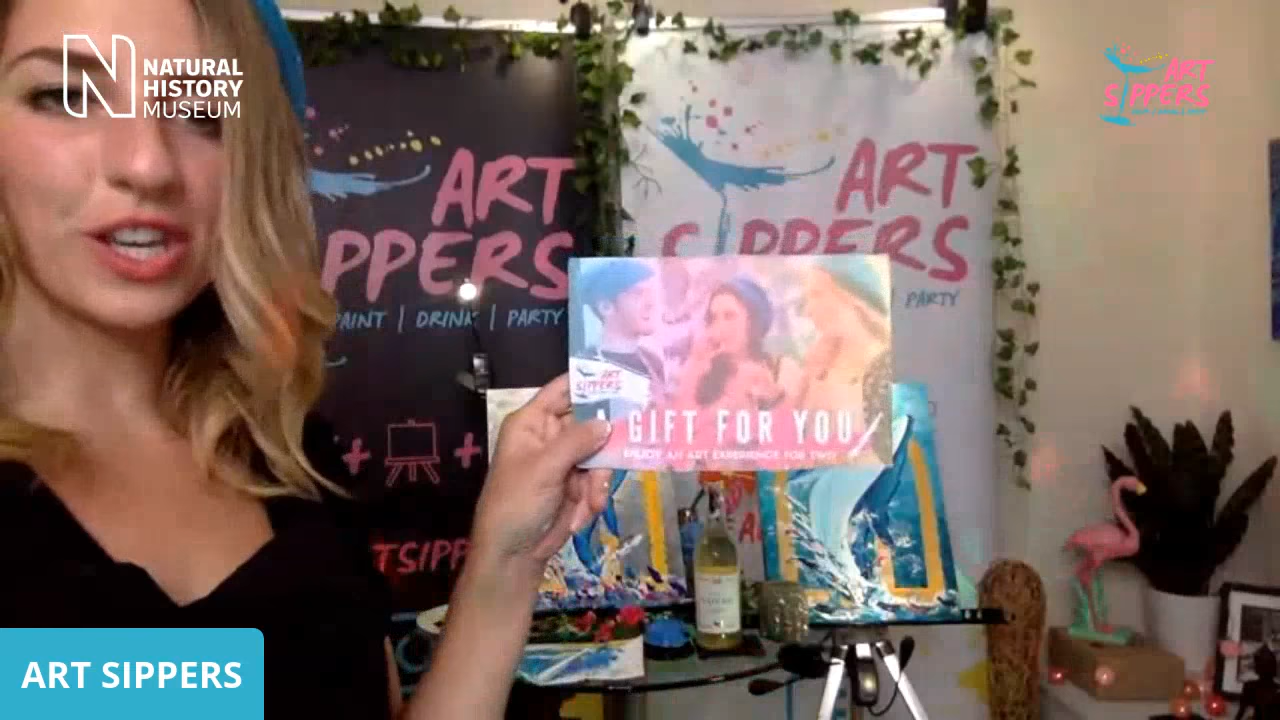 NATURAL
HISTORY
MUSEUM
ART
SIPPERS
ART
SIPPERS
PAINT | DRINK | PARTY
ART
SIPPERS
PARTY
ART
SIPPERS
A GIFT FOR YOU
ENJOY AN ART EXPERIENCE FOR TWO
TSIPP
ART SIPPERS